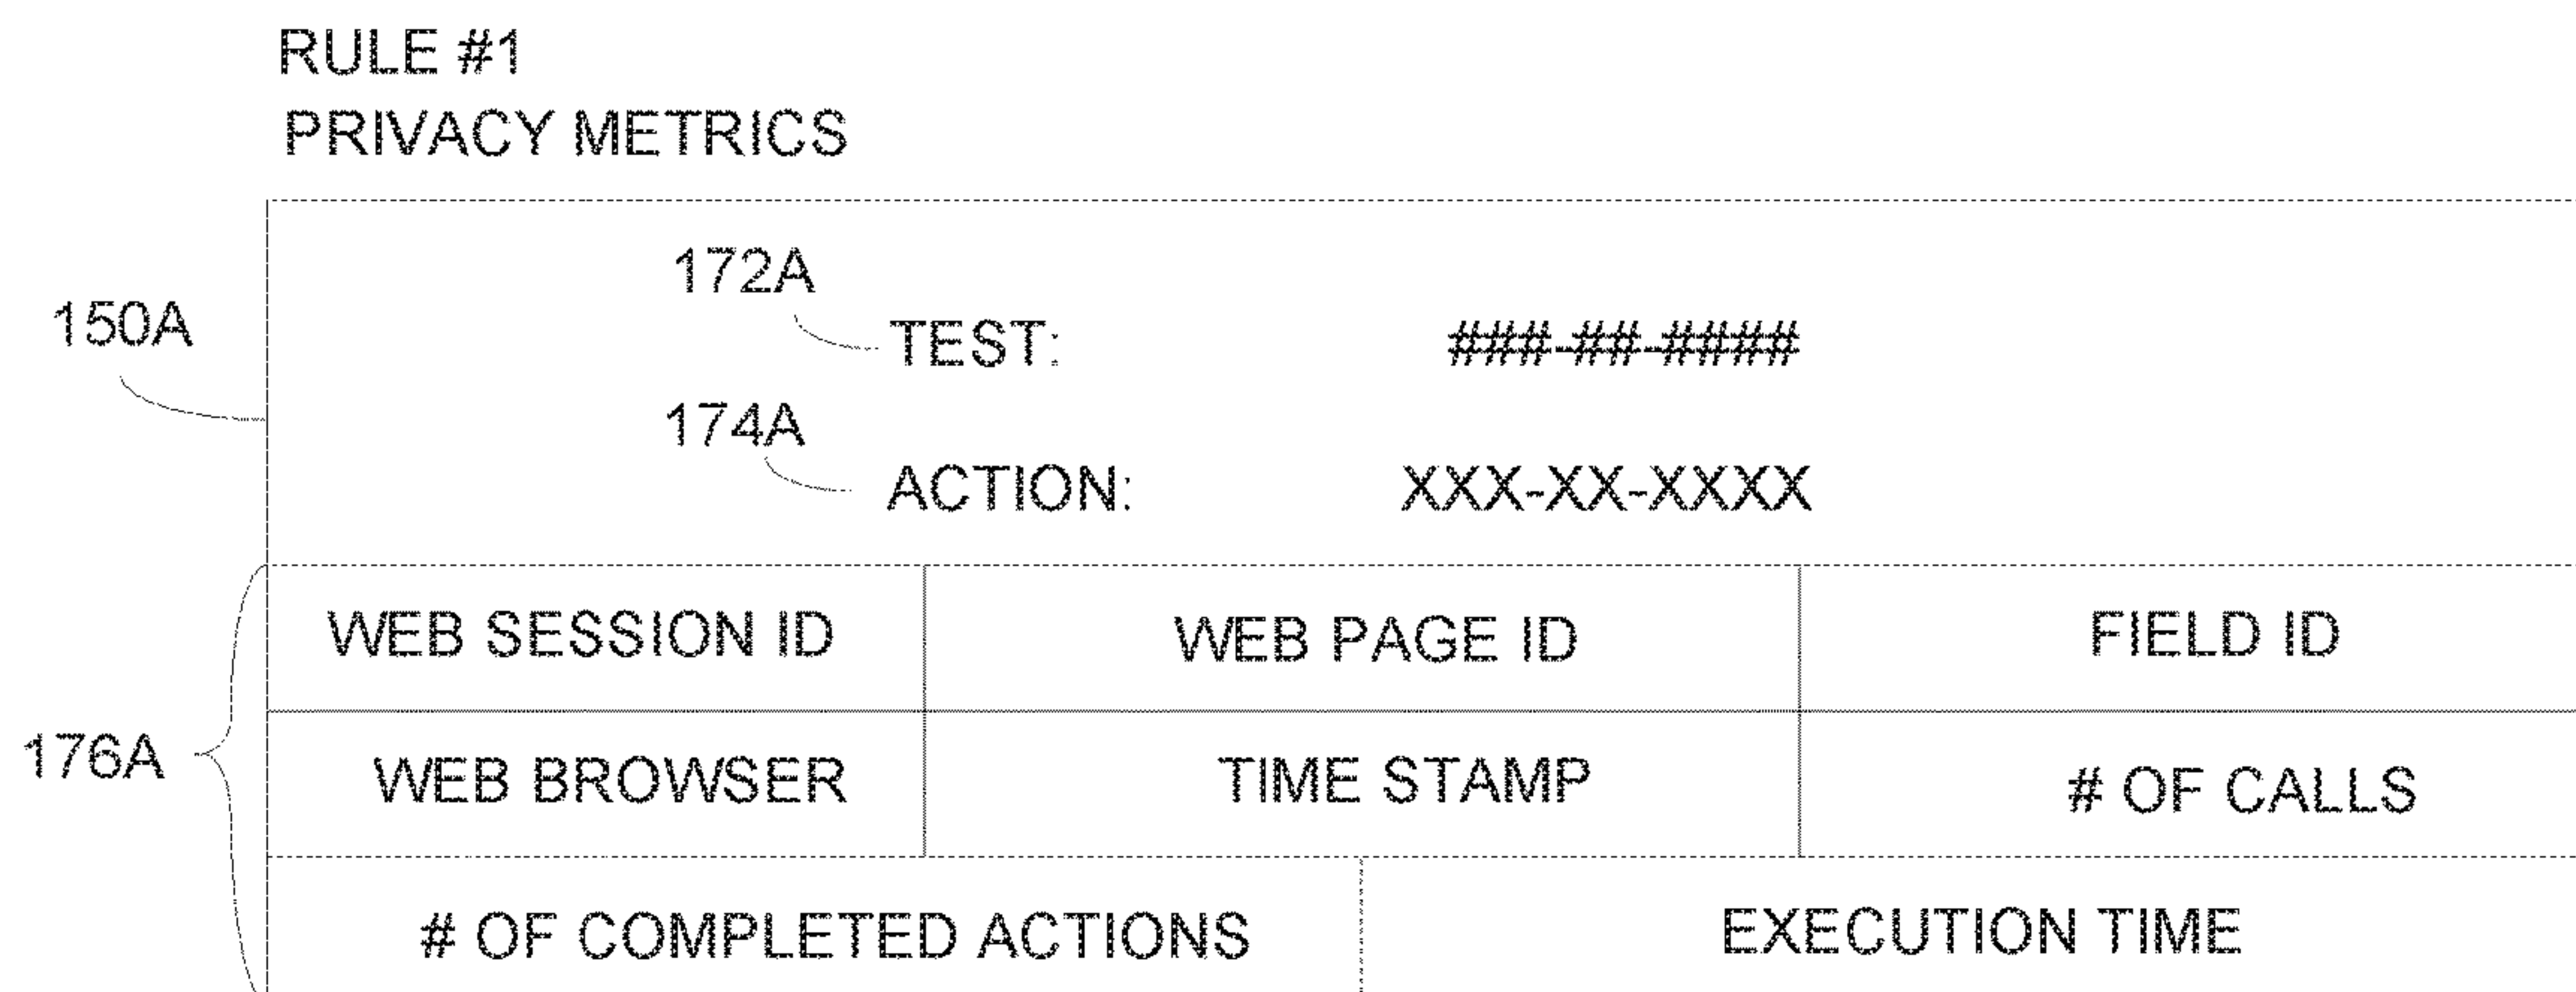 RULE #1
PRIVACY METRICS
172A
150A
TEST: ###-##-####
174A
ACTION: XXX-XX-XXXX
WEB SESSION ID WEB PAGE ID FIELD ID
176A
WEB BROWSER TIME STAMP # OF CALLS
# OF COMPLETED ACTIONS EXECUTION TIME